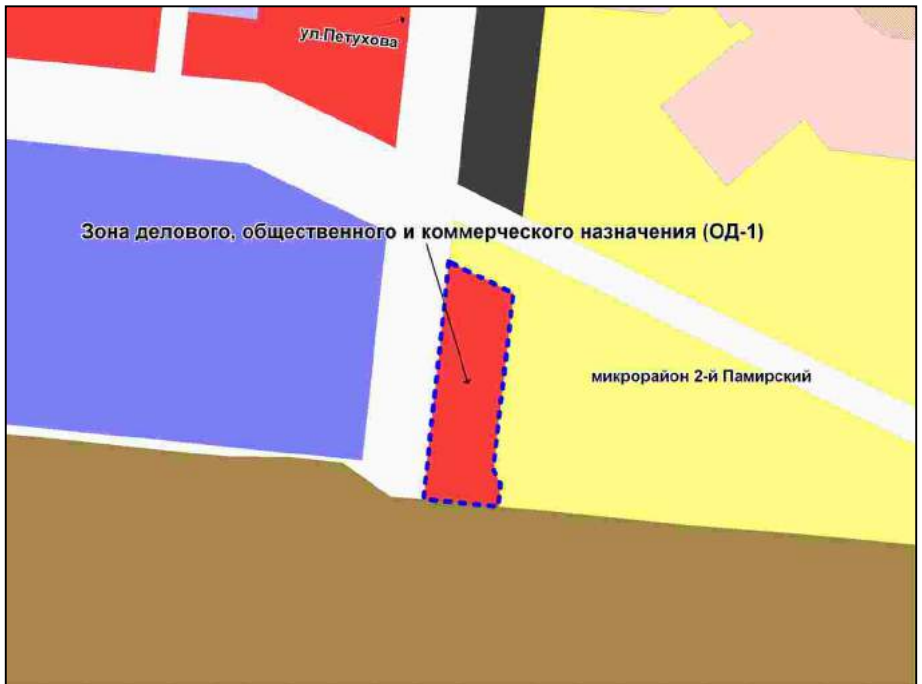 ул.Петухова
Зона делового, общественного и коммерческого назначения (ОД-1)
микрорайон 2-й Памирский